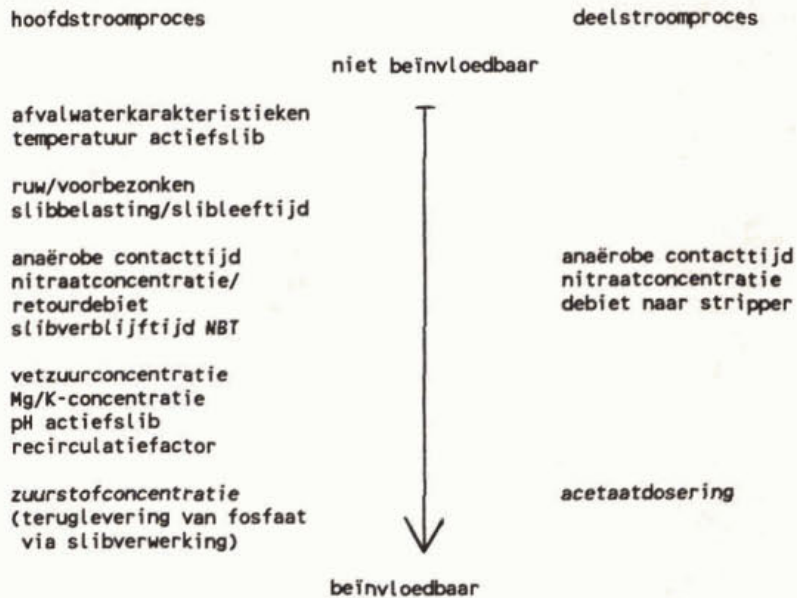 hoofdstroomproces
deelstroomproces
niet beïnvloedbaar
afvalwaterkarakteristieken
temperatuur actiefslib
ruw/voorbezonken
slibbelasting/slibleeftijd
anaërobe contacttijd
nitraatconcentratie/
retourdebiet
slibverblijftijd NBT
anaërobe contacttijd
nitraatconcentratie
debiet naar stripper
vetzuurconcentratie
Mg/K-concentratie
pH actiefslib
recirculatiefactor
zuurstofconcentratie
(teruglevering van fosfaat
via slibverwerking)
acetaatdosering
beïnvloedbaar